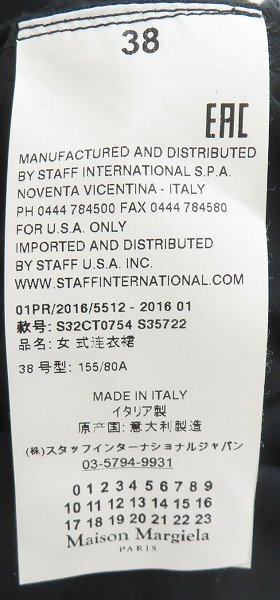 38
EAC
MANUFACTURED AND DISTRIBUTED
BY STAFF INTERNATIONAL S.P.A.
NOVENTA VICENTINA - ITALY
PH 0444 784500 FAX 0444 784580
FOR U.S.A. ONLY
IMPORTED AND DISTRIBUTED
BY STAFF U.S.A. INC.
WWW.STAFFINTERNATIONAL.COM
01PR/2016/5512 - 2016 01
款号: S32CT0754 S35722
品名: 女式连衣裙
38 号型: 155/80A
MADE IN ITALY
イタリア製
原产国: 意大利製造
(株)スタッフインターナショナルジャパン
03-5794-9931
0 1 2 3 4 5 6 7 8 9
10 11 12 13 14 15 16
17 18 19 20 21 22 23
Maison Margiela
PARIS